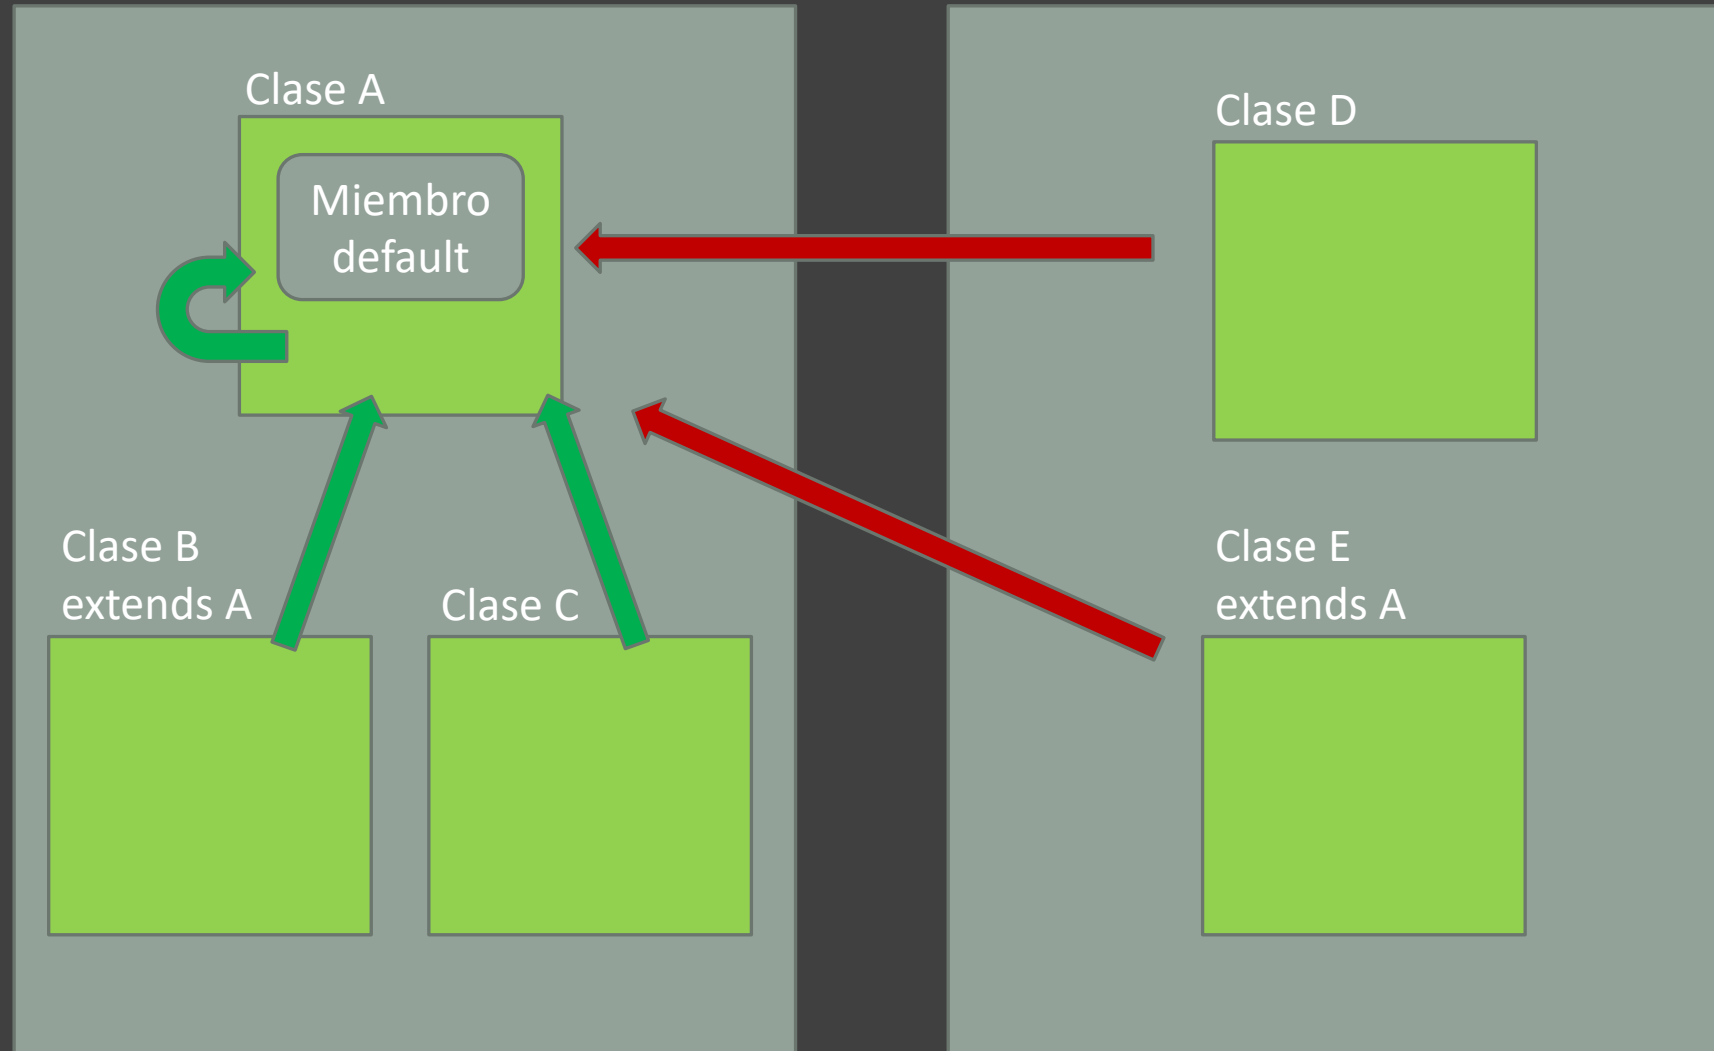 Clase A
Miembro
default
Clase B
extends A
Clase C
Clase D
Clase E
extends A